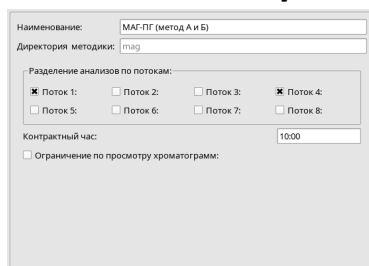 Наименование: МАГ-ПГ (метод А и Б)
Директория методики: mag
Разделение анализов по потокам:
Поток 1: Поток 2: Поток 3: Поток 4:
Поток 5: Поток 6: Поток 7: Поток 8:
Контрактный час: 10:00
Ограничение по просмотру хроматограмм: